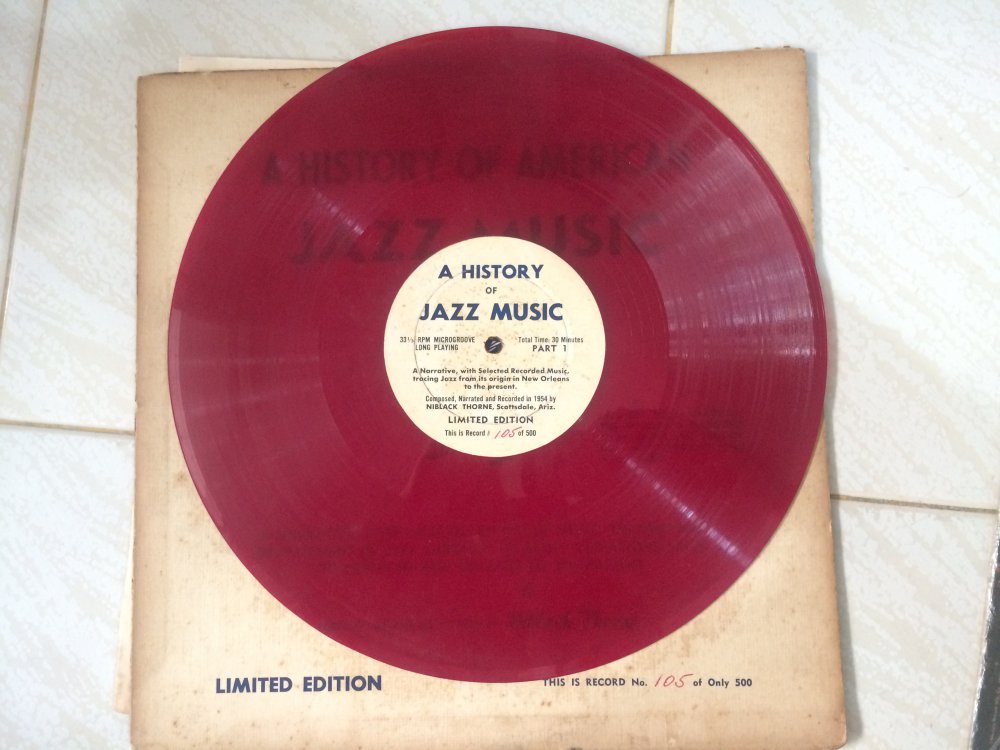 A HISTORY OF AMERICAN
JAZZ MUSIC
A HISTORY
OF
JAZZ MUSIC
33 1/3 RPM MICROGROOVE
LONG PLAYING
Total Time: 30 Minutes
PART 1
A Narrative, with Selected Recorded Music,
tracing Jazz from its origin in New Orleans
to the present.
Composed, Narrated and Recorded in 1954 by
NIBLACK THORNE, Scottsdale, Ariz.
LIMITED EDITION
This is Record # 105 of 500
LIMITED EDITION
THIS IS RECORD No. 105 of Only 500